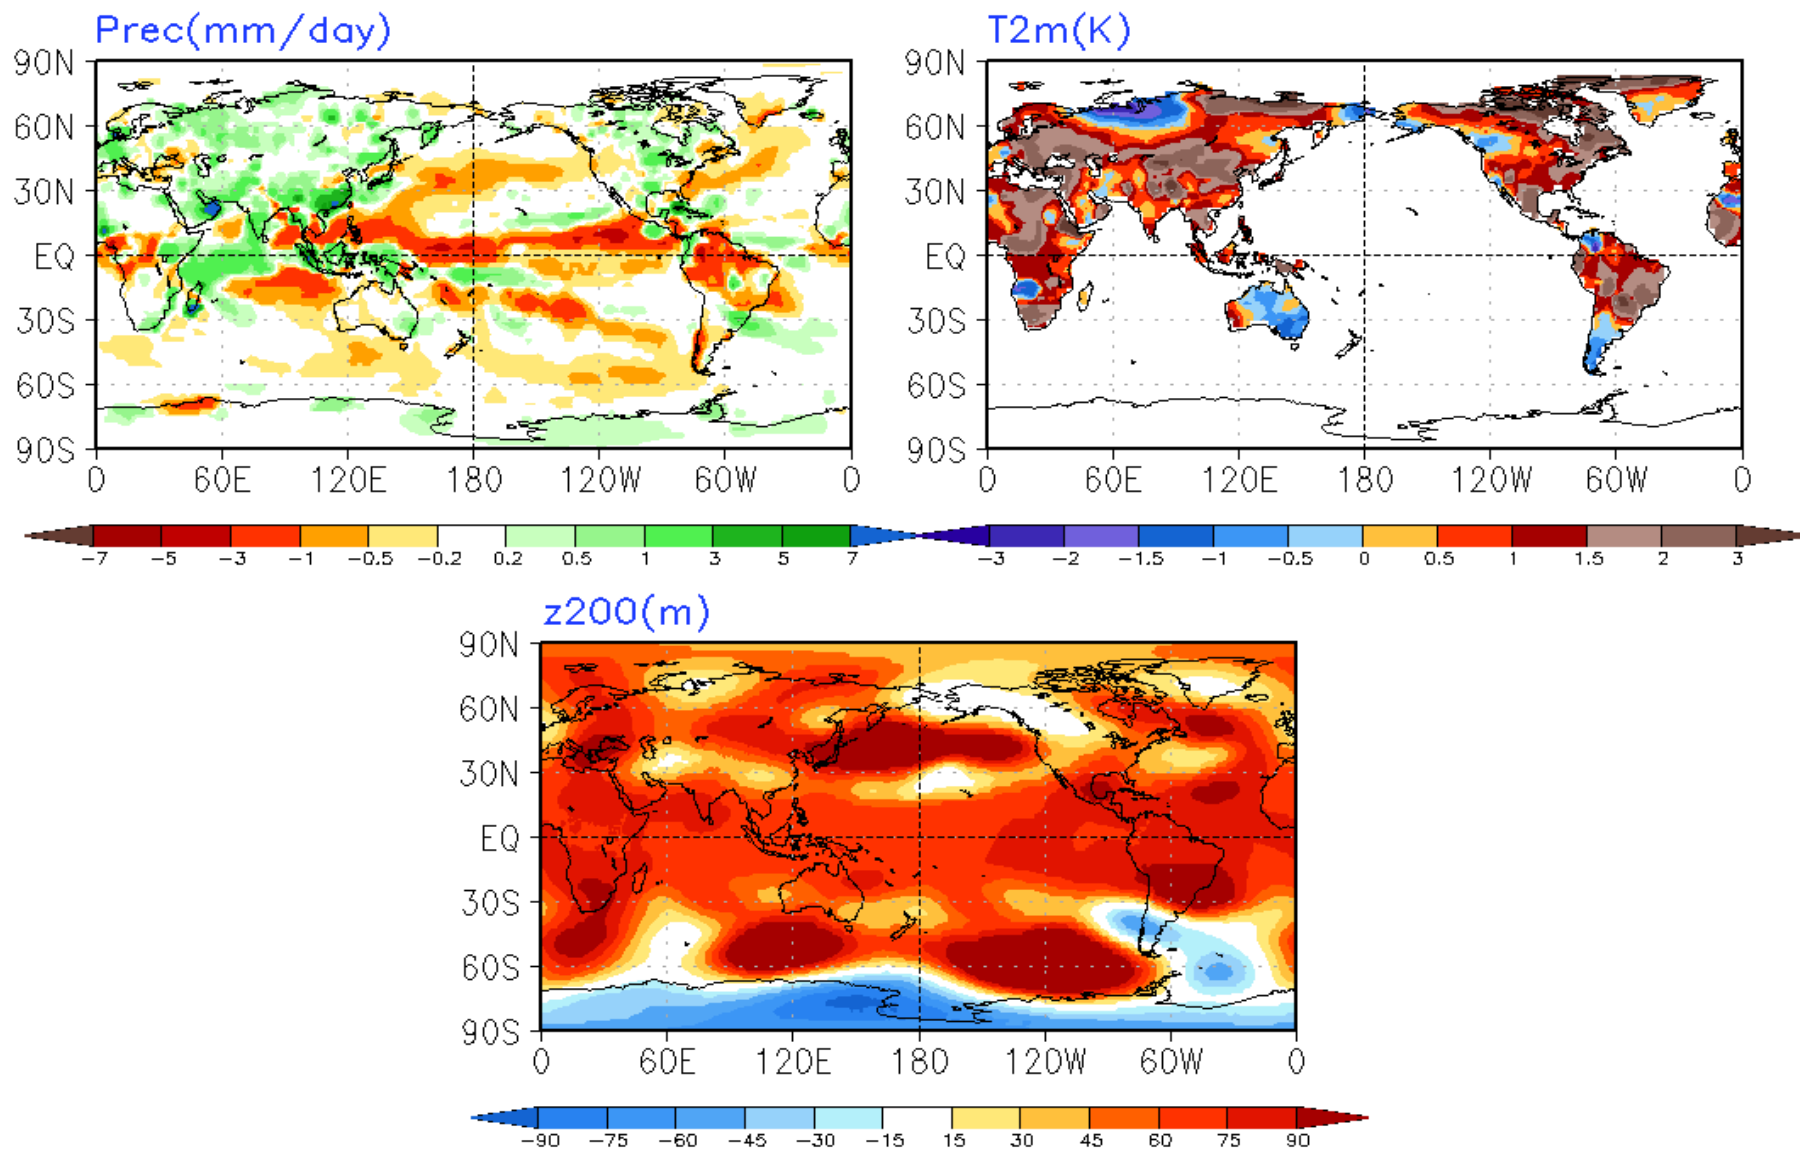 Prec(mm/day)
90N
60N
30N
EQ
30S
60S
90S
0 60E 120E 180 120W 60W 0
-7 -5 -3 -1 -0.5 -0.2 0.2 0.5 1 3 5 7
T2m(K)
90N
60N
30N
EQ
30S
60S
90S
0 60E 120E 180 120W 60W 0
-3 -2 -1.5 -1 -0.5 0 0.5 1 1.5 2 3
z200(m)
90N
60N
30N
EQ
30S
60S
90S
0 60E 120E 180 120W 60W 0
-90 -75 -60 -45 -30 -15 15 30 45 60 75 90